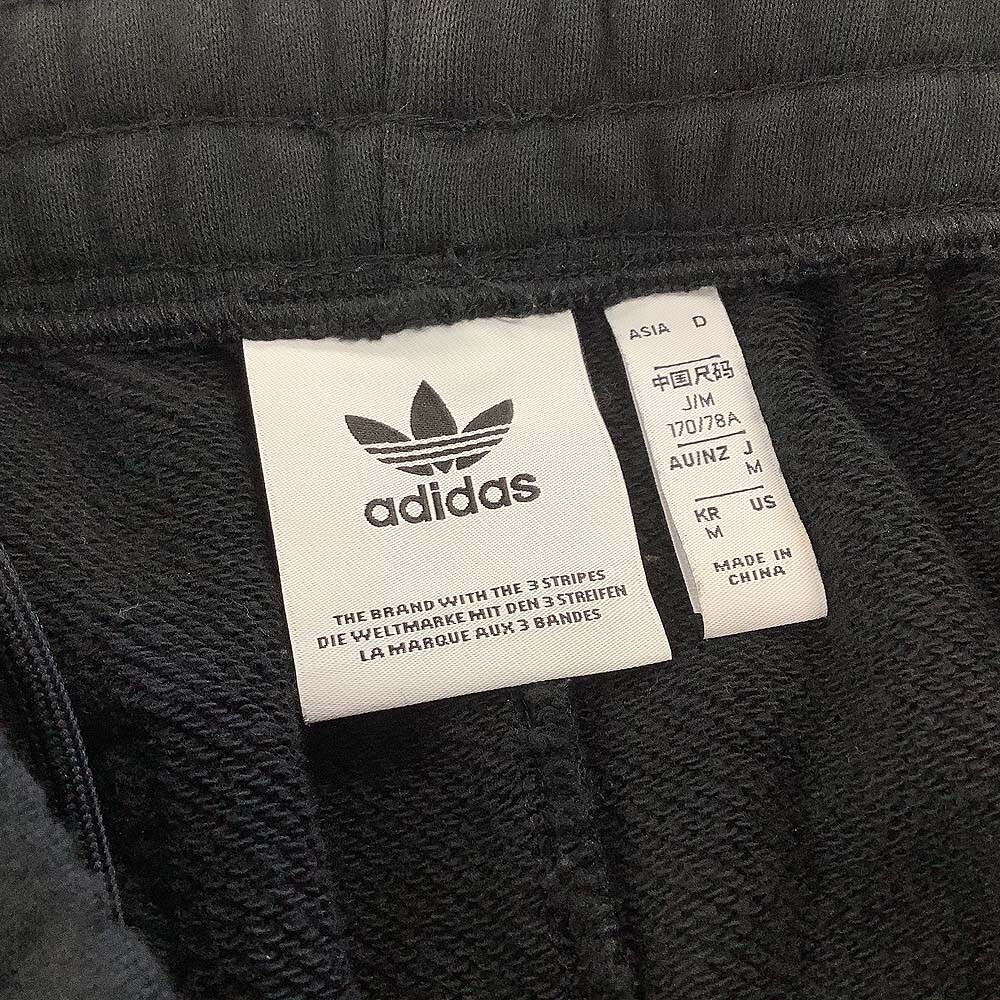 adidas
THE BRAND WITH THE 3 STRIPES
DIE WELTMARKE MIT DEN 3 STREIFEN
LA MARQUE AUX 3 BANDES
ASIA D
中国尺码
J/M
170/78A
AU/NZ J
M
KR US
M
MADE IN
CHINA